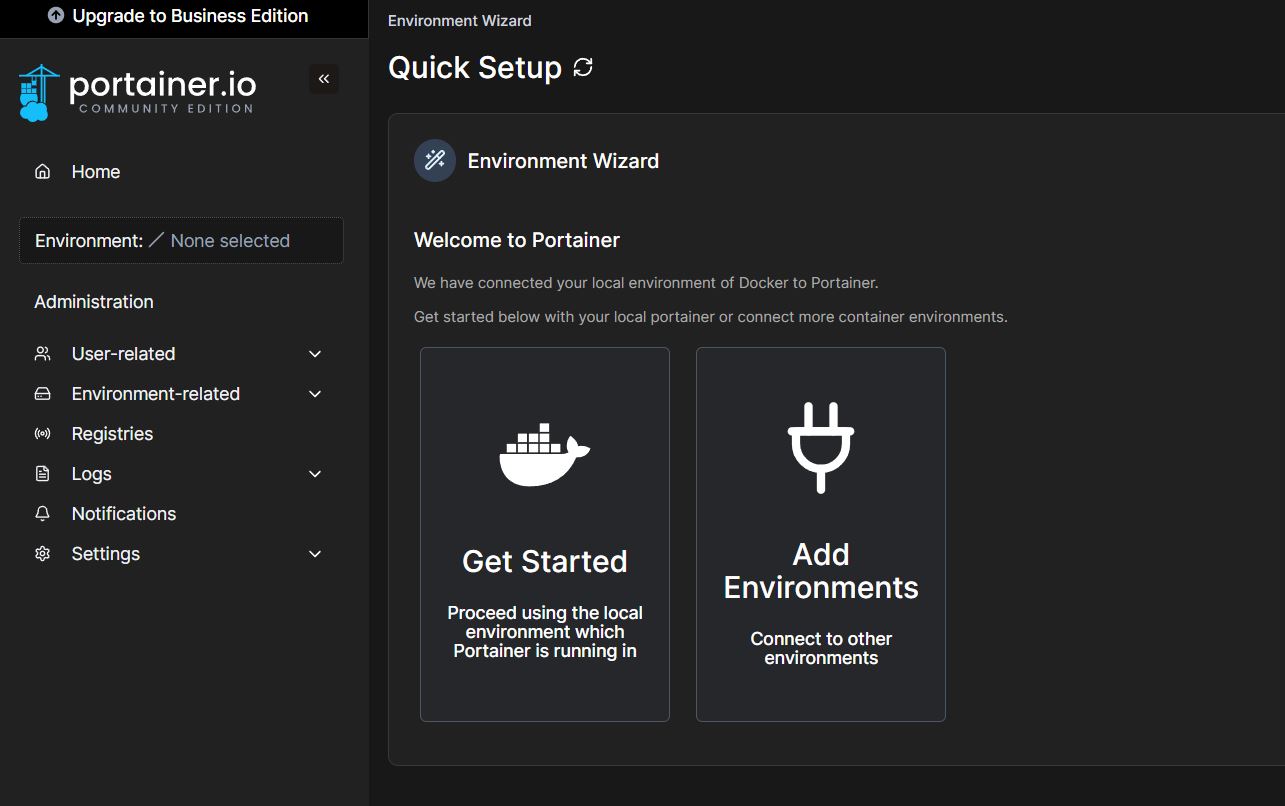 Upgrade to Business Edition
portainer.io
COMMUNITY EDITION
Home
Environment: None selected
Administration
User-related
Environment-related
Registries
Logs
Notifications
Settings
Environment Wizard
Quick Setup
Environment Wizard
Welcome to Portainer
We have connected your local environment of Docker to Portainer.
Get started below with your local portainer or connect more container environments.
Get Started
Proceed using the local
environment which
Portainer is running in
Add
Environments
Connect to other
environments